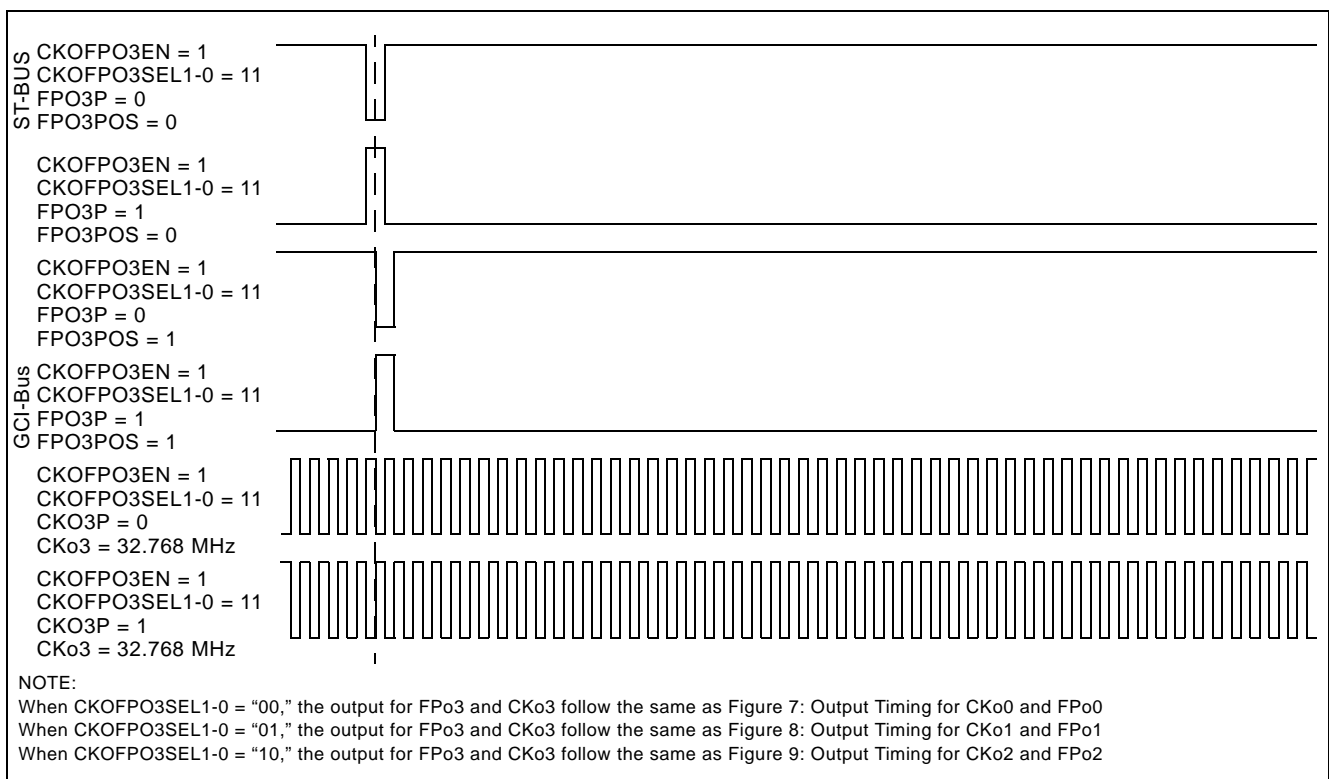 ST-BUS
CKOFPO3EN = 1
CKOFPO3SEL1-0 = 11
FPO3P = 0
FPO3POS = 0
CKOFPO3EN = 1
CKOFPO3SEL1-0 = 11
FPO3P = 1
FPO3POS = 0
CKOFPO3EN = 1
CKOFPO3SEL1-0 = 11
FPO3P = 0
FPO3POS = 1
GCI-Bus
CKOFPO3EN = 1
CKOFPO3SEL1-0 = 11
FPO3P = 1
FPO3POS = 1
CKOFPO3EN = 1
CKOFPO3SEL1-0 = 11
CKO3P = 0
CKo3 = 32.768 MHz
CKOFPO3EN = 1
CKOFPO3SEL1-0 = 11
CKO3P = 1
CKo3 = 32.768 MHz
NOTE:
When CKOFPO3SEL1-0 = “00,” the output for FPo3 and CKo3 follow the same as Figure 7: Output Timing for CKo0 and FPo0
When CKOFPO3SEL1-0 = “01,” the output for FPo3 and CKo3 follow the same as Figure 8: Output Timing for CKo1 and FPo1
When CKOFPO3SEL1-0 = “10,” the output for FPo3 and CKo3 follow the same as Figure 9: Output Timing for CKo2 and FPo2